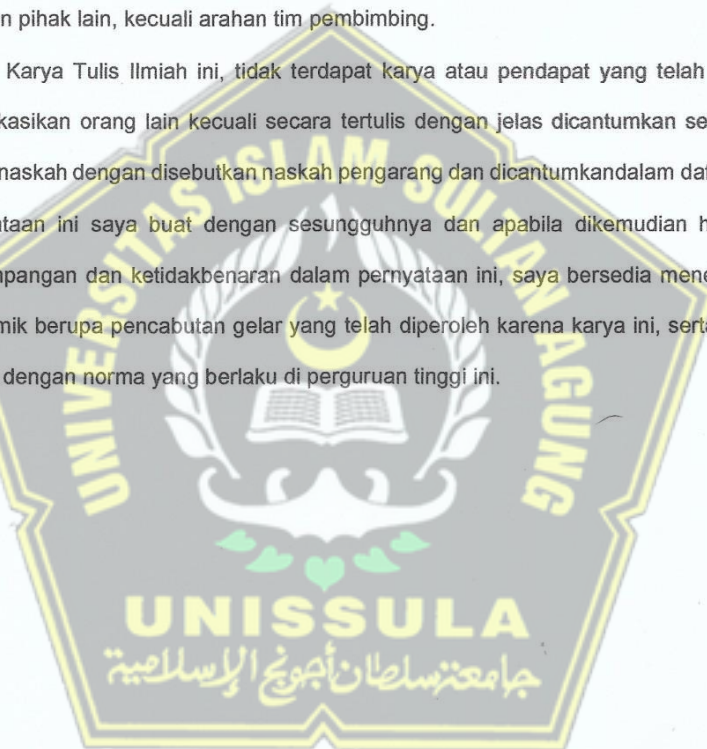 n pihak lain, kecuali arahan tim pembimbing.
Karya Tulis Ilmiah ini, tidak terdapat karya atau pendapat yang telah
kasikan orang lain kecuali secara tertulis dengan jelas dicantumkan se
naskah dengan disebutkan naskah pengarang dan dicantumkandalam daf
ataan ini saya buat dengan sesungguhnya dan apabila dikemudian h
mpangan dan ketidakbenaran dalam pernyataan ini, saya bersedia mene
mik berupa pencabutan gelar yang telah diperoleh karena karya ini, serta
dengan norma yang berlaku di perguruan tinggi ini.
UNIVERSITAS ISLAM SULTAN AGUNG
UNISSULA
جامعتسلطان أجونج الإسلامية